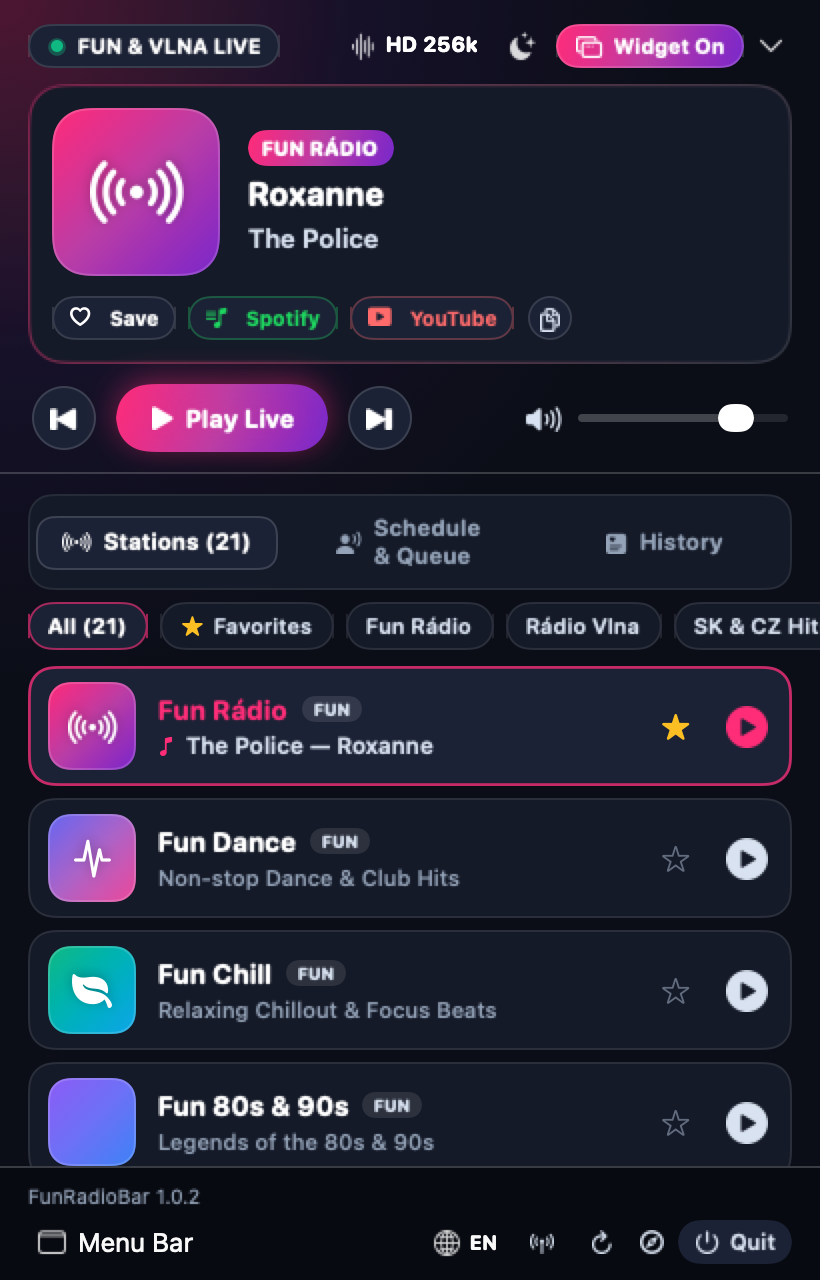 FUN & VLNA LIVE
HD 256k
Widget On
FUN RÁDIO
Roxanne
The Police
Save
Spotify
YouTube
Play Live
Stations (21)
Schedule
& Queue
History
All (21)
Favorites
Fun Rádio
Rádio Vlna
SK & CZ Hit
Fun Rádio FUN
The Police — Roxanne
Fun Dance FUN
Non-stop Dance & Club Hits
Fun Chill FUN
Relaxing Chillout & Focus Beats
Fun 80s & 90s FUN
Legends of the 80s & 90s
FunRadioBar 1.0.2
Menu Bar
EN
Quit